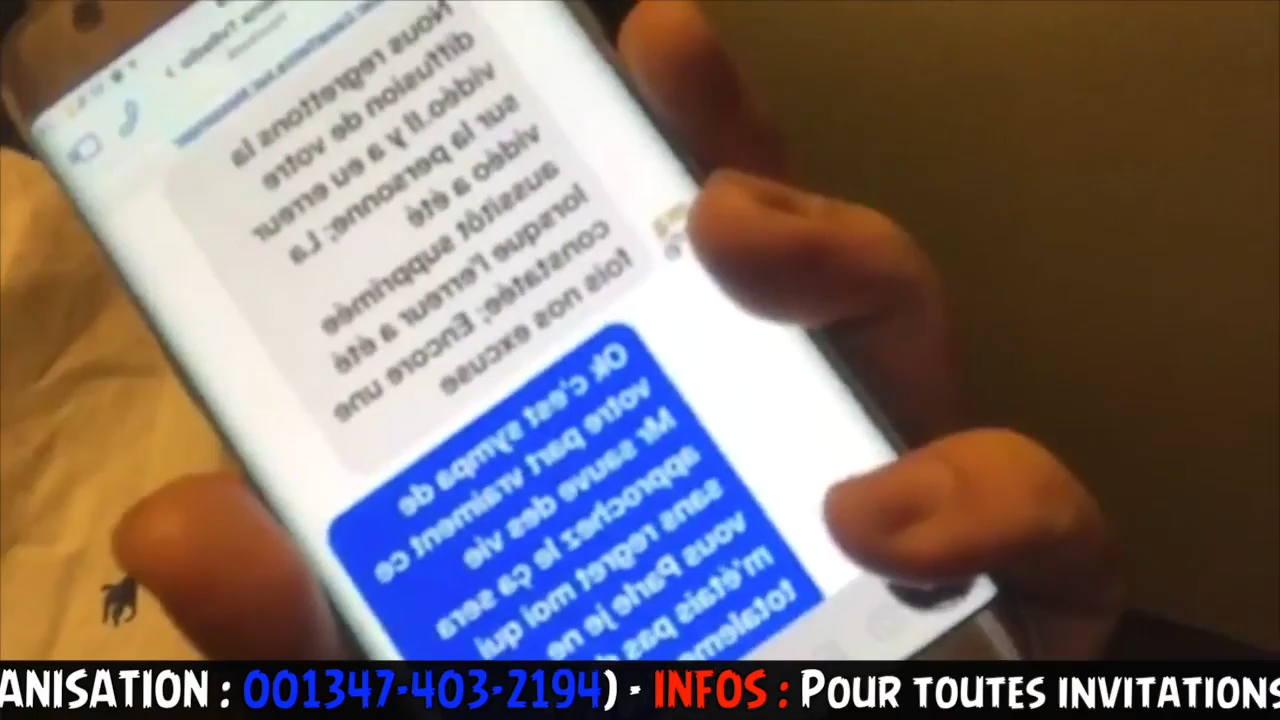 Nous regrettons la
diffusion de votre
vidéo.Il y a eu erreur
sur la personne; La
vidéo a été
aussitôt supprimée
lorsque l'erreur a été
constatée; Encore une
fois nos excuse
Ok c'est sympa de
votre part vraiment ce
Mr sauve des vie
approchez le ça sera
sans regret moi qui
vous parle je ne
m'étais pas
totaleme
ANISATION : 001347-403-2194) - INFOS : POUR TOUTES INVITATIONS